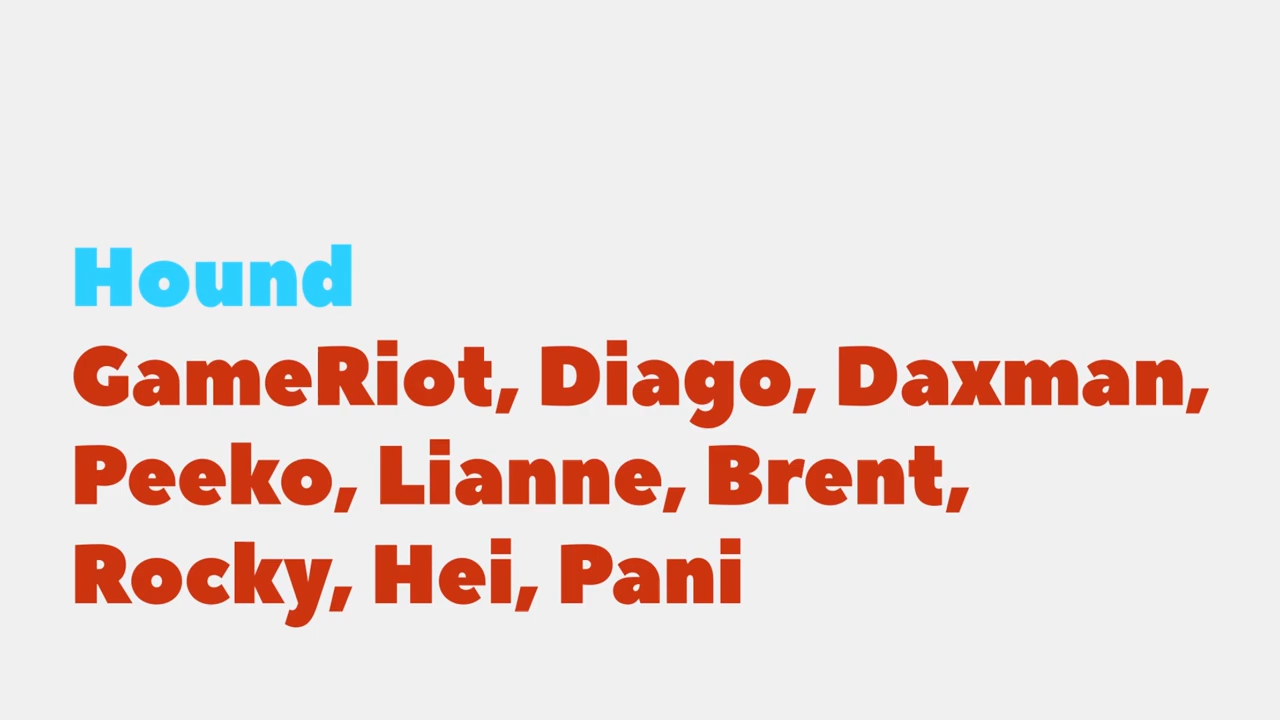 Hound
GameRiot, Diago, Daxman,
Peeko, Lianne, Brent,
Rocky, Hei, Pani